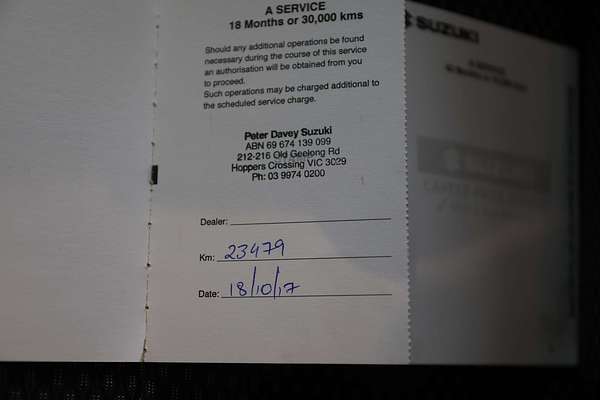 A SERVICE
18 Months or 30,000 kms
Should any additional operations be found
necessary during the course of this service
an authorisation will be obtained from you
to proceed.
Such operations may be charged additional to
the scheduled service charge.
Peter Davey Suzuki
ABN 69 674 139 099
212-216 Old Geelong Rd
Hoppers Crossing VIC 3029
Ph: 03 9974 0200
Dealer:
Km: 23479
Date: 18/10/17
SUZUKI
A SERVICE